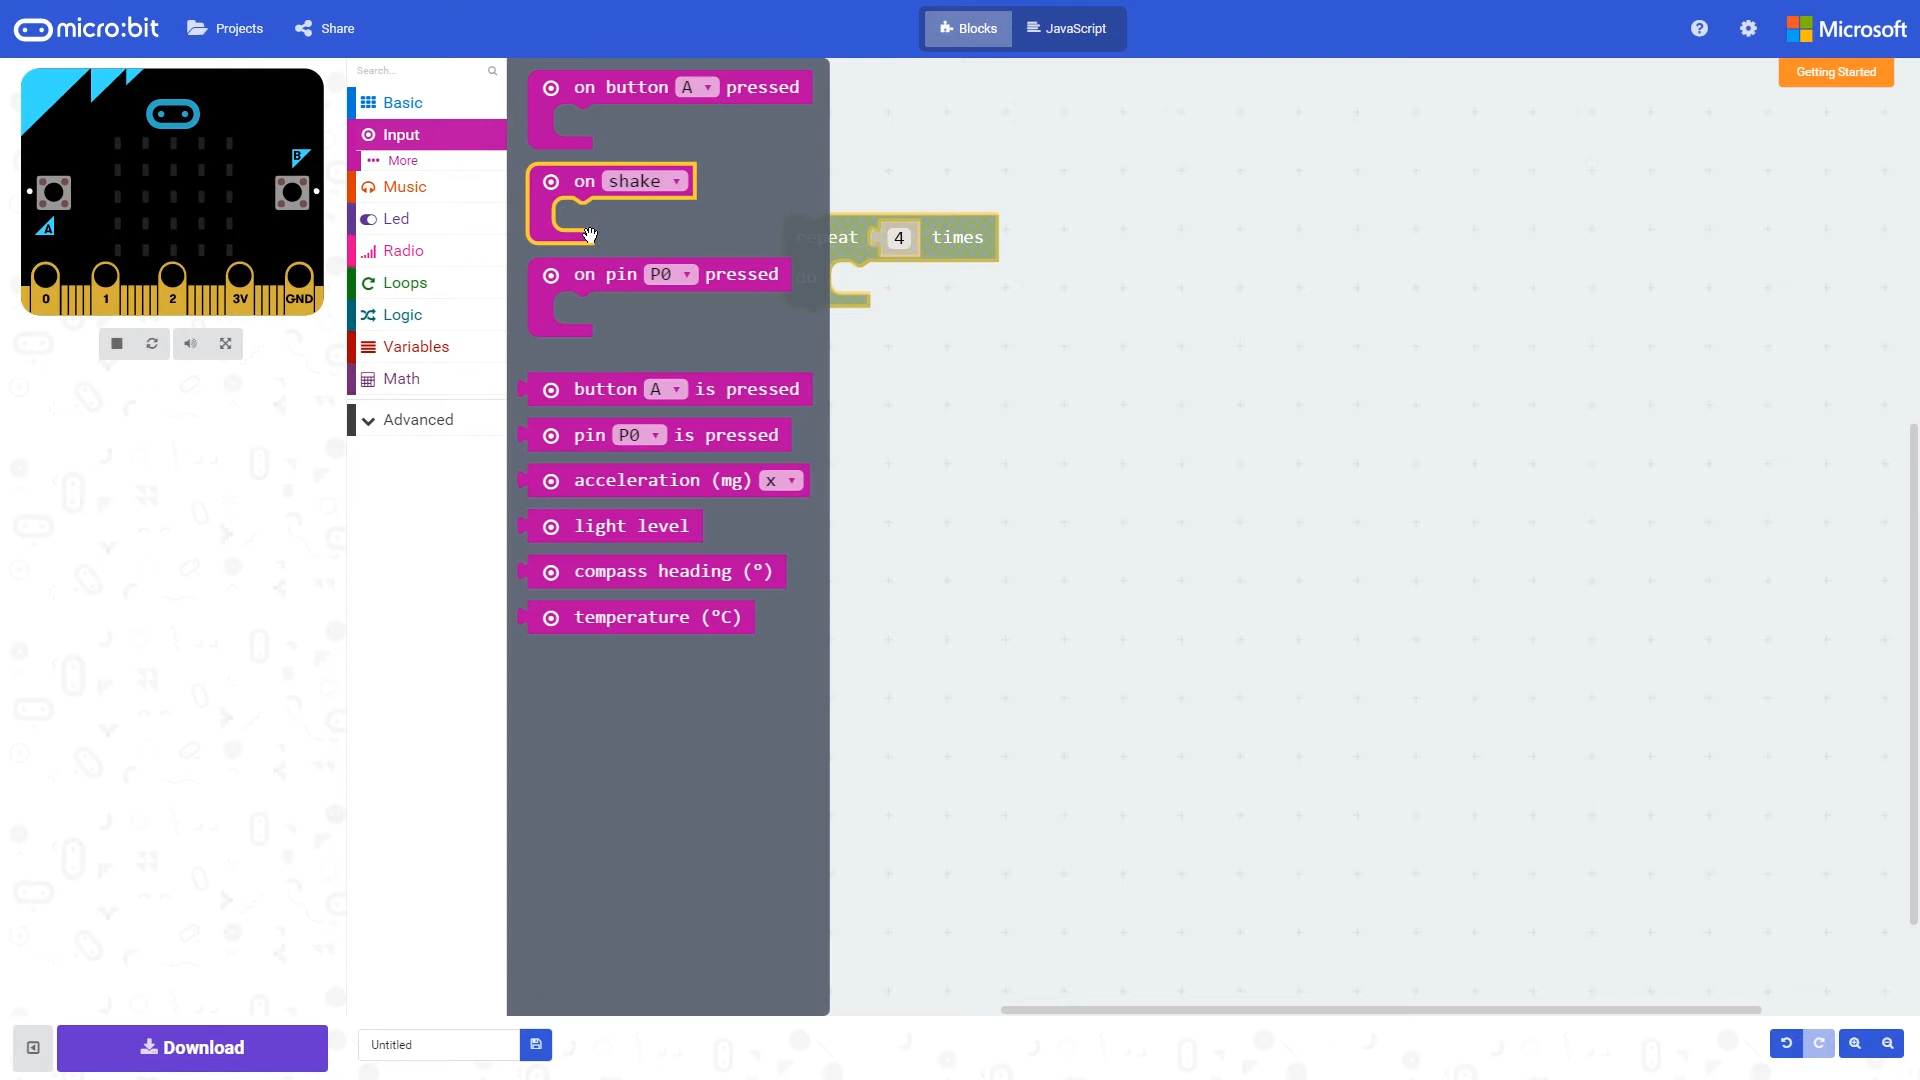 micro:bit
Projects
Share
Blocks
JavaScript
Microsoft
Getting Started
Search...
Basic
Input
More
Music
Led
Radio
Loops
Logic
Variables
Math
Advanced
on button A pressed
on shake
on pin P0 pressed
button A is pressed
pin P0 is pressed
acceleration (mg) x
light level
compass heading (°)
temperature (°C)
repeat 4 times
do
B
A
0 1 2 3V GND
Download
Untitled